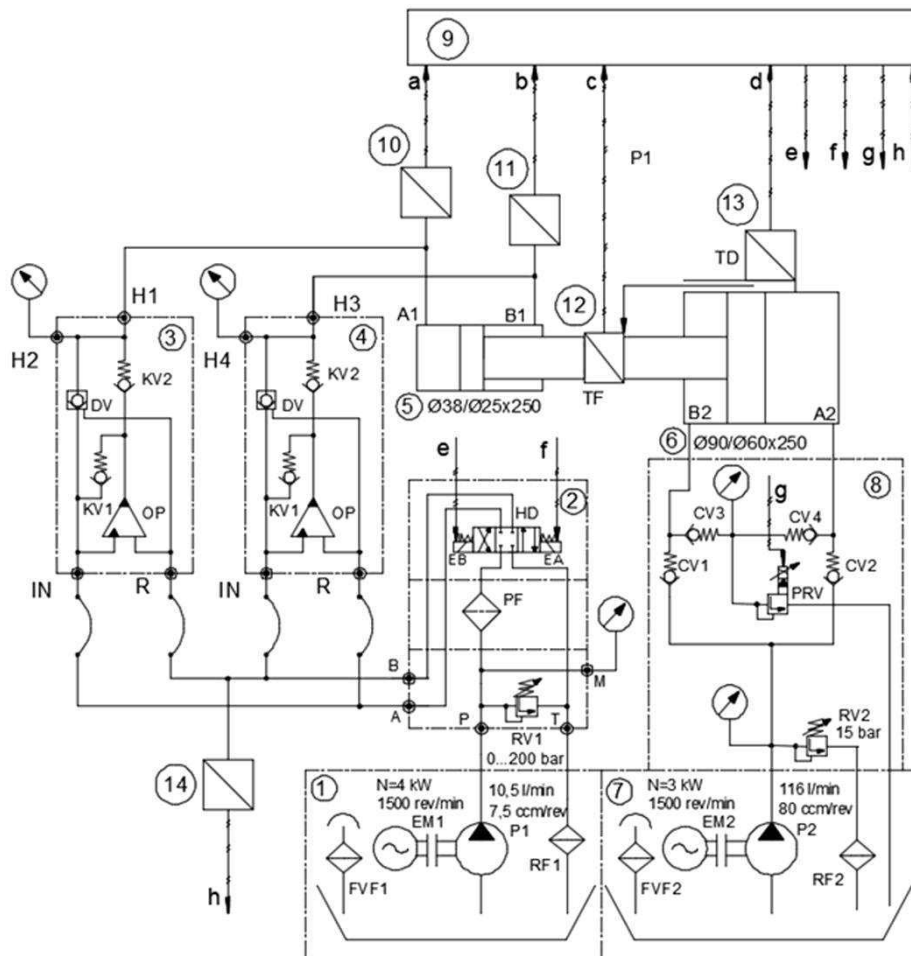 9
a
b
c
d
e
f
g
h
10
11
P1
13
TD
H1
H3
12
A1
B1
3
4
H2
H4
KV2
KV2
TF
DV
DV
5
Ø38/Ø25x250
B2
A2
6
Ø90/Ø60x250
KV1
OP
KV1
OP
e
f
2
g
8
HD
CV3
CV4
EB
EA
CV1
CV2
IN
R
IN
R
PF
PRV
B
M
A
P
T
RV1
0...200 bar
RV2
15 bar
14
1
N=4 kW
1500 rev/min
EM1
10,5 l/min
7,5 ccm/rev
P1
7
N=3 kW
1500 rev/min
EM2
116 l/min
80 ccm/rev
P2
FVF1
RF1
FVF2
RF2
h